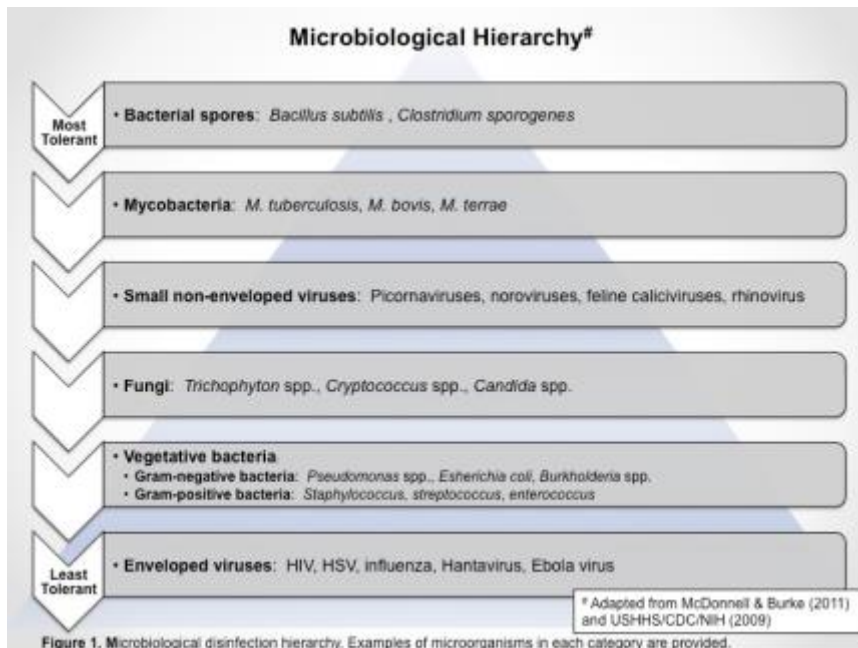 Microbiological Hierarchy#
Most
Tolerant
• Bacterial spores: Bacillus subtilis , Clostridium sporogenes
• Mycobacteria: M. tuberculosis, M. bovis, M. terrae
• Small non-enveloped viruses: Picornaviruses, noroviruses, feline caliciviruses, rhinovirus
• Fungi: Trichophyton spp., Cryptococcus spp., Candida spp.
• Vegetative bacteria
• Gram-negative bacteria: Pseudomonas spp., Esherichia coli, Burkholderia spp.
• Gram-positive bacteria: Staphylococcus, streptococcus, enterococcus
Least
Tolerant
• Enveloped viruses: HIV, HSV, influenza, Hantavirus, Ebola virus
# Adapted from McDonnell & Burke (2011)
and USHHS/CDC/NIH (2009)
Figure 1. Microbiological disinfection hierarchy. Examples of microorganisms in each category are provided.